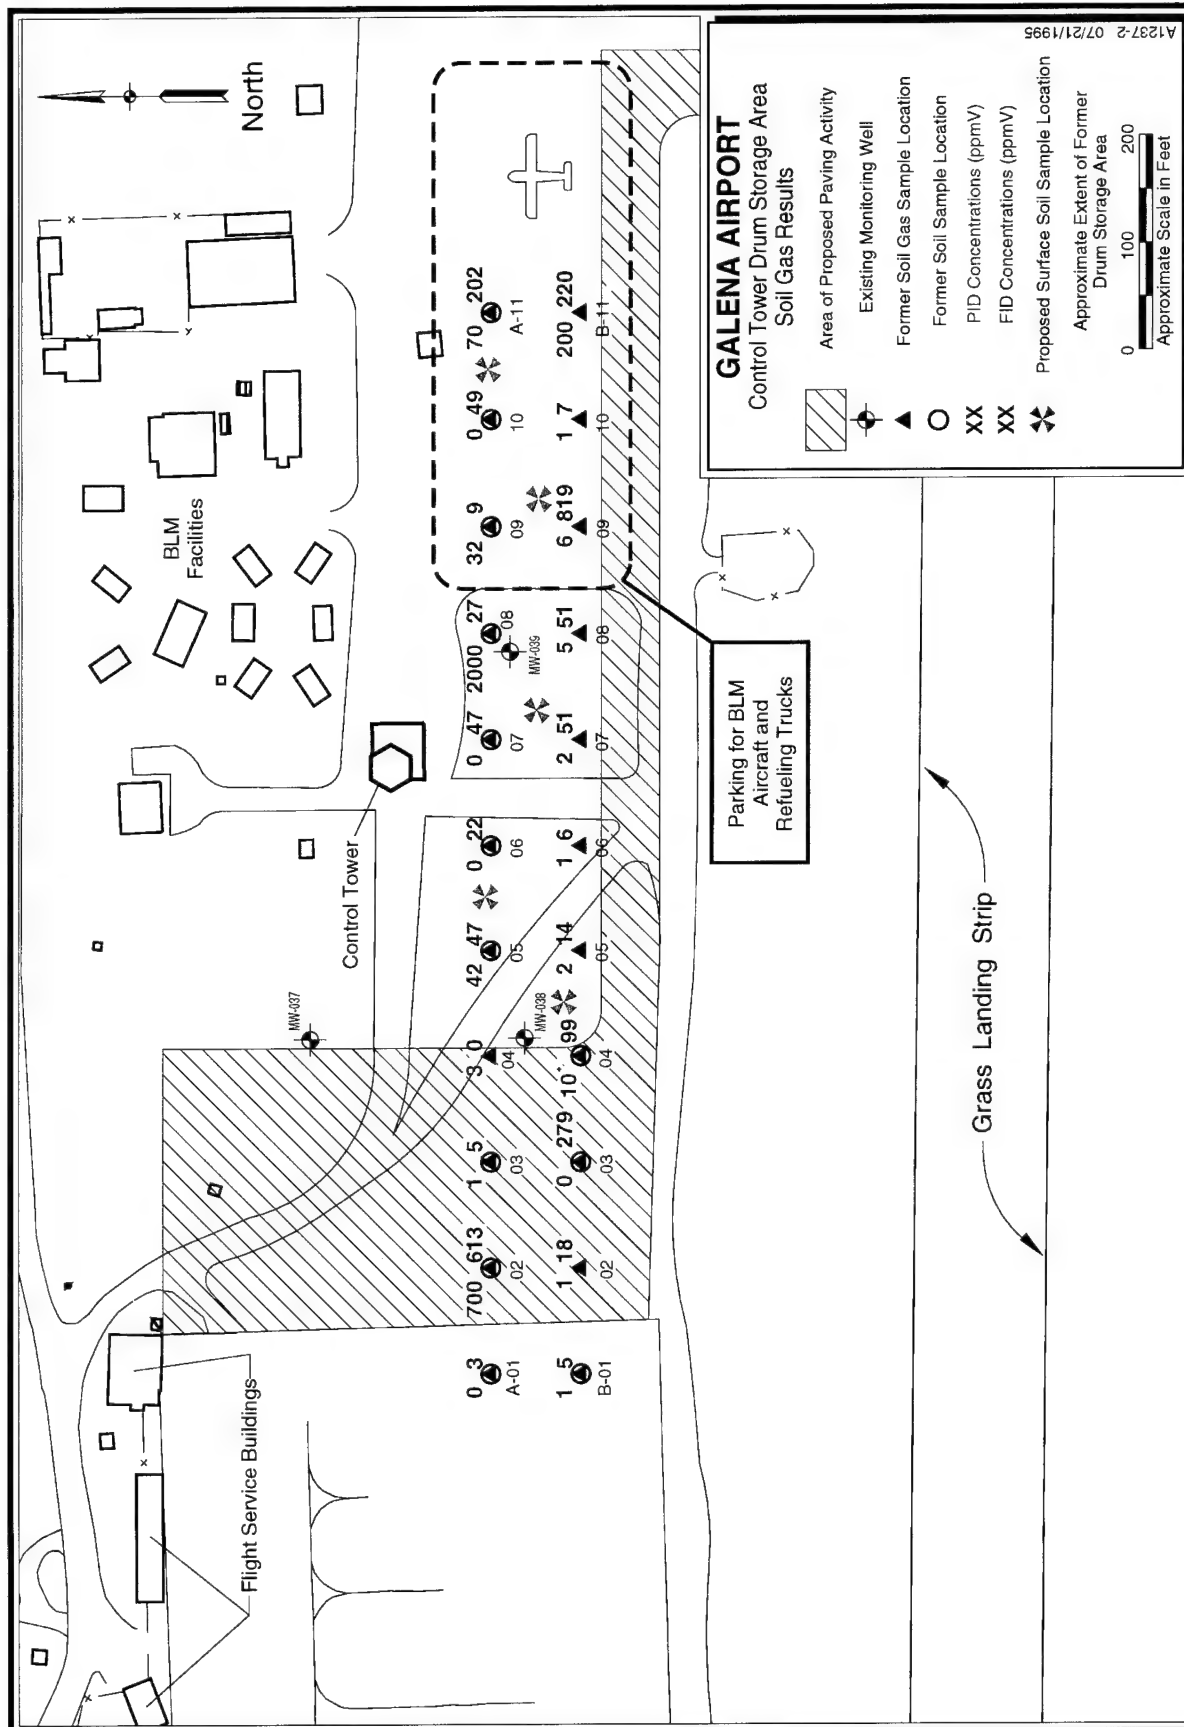 GALENA AIRPORT
Control Tower Drum Storage Area
Soil Gas Results
Area of Proposed Paving Activity
Existing Monitoring Well
Former Soil Gas Sample Location
Former Soil Sample Location
XX PID Concentrations (ppmV)
XX FID Concentrations (ppmV)
Proposed Surface Soil Sample Location
Approximate Extent of Former
Drum Storage Area
0 100 200
Approximate Scale in Feet
A1237-2 07/21/1995
North
BLM
Facilities
Control Tower
Flight Service Buildings
MW-037
MW-038
MW-039
0 3
A-01
700 613
02
1 5
03
3 0
04
42 47
05
0 22
06
0 47
07
2000 27
08
32 9
09
0 49
10
70 202
A-11
1 5
B-01
1 18
02
0 279
03
10 99
04
2 14
05
1 6
06
2 51
07
5 51
08
6 819
09
1 7
10
200 220
B-11
Parking for BLM
Aircraft and
Refueling Trucks
Grass Landing Strip